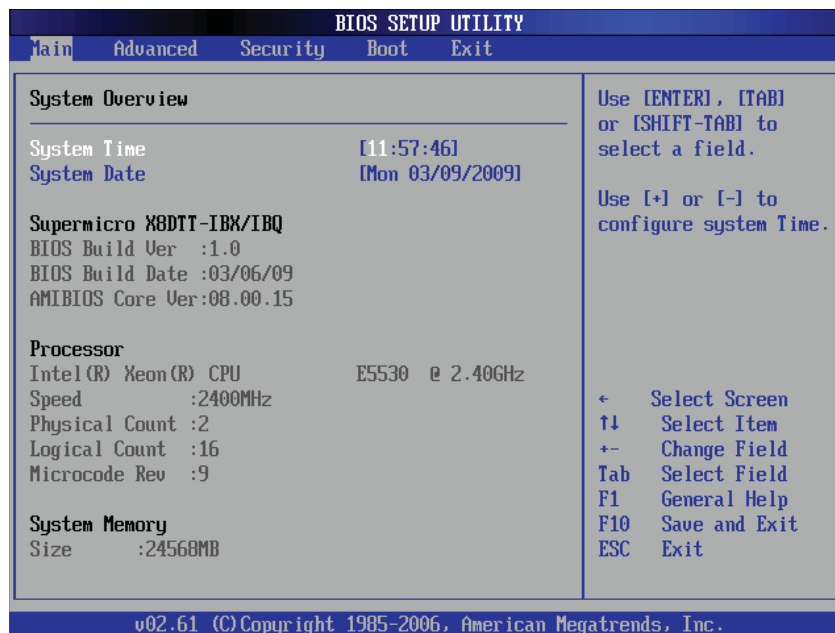 BIOS SETUP UTILITY
Main Advanced Security Boot Exit
System Overview
System Time [11:57:46]
System Date [Mon 03/09/2009]
Supermicro X8DTT-IBX/IBQ
BIOS Build Ver :1.0
BIOS Build Date :03/06/09
AMIBIOS Core Ver:08.00.15
Processor
Intel(R) Xeon(R) CPU E5530 @ 2.40GHz
Speed :2400MHz
Physical Count :2
Logical Count :16
Microcode Rev :9
System Memory
Size :24568MB
Use [ENTER], [TAB]
or [SHIFT-TAB] to
select a field.
Use [+] or [-] to
configure system Time.
← Select Screen
↑↓ Select Item
+- Change Field
Tab Select Field
F1 General Help
F10 Save and Exit
ESC Exit
v02.61 (C)Copyright 1985-2006, American Megatrends, Inc.